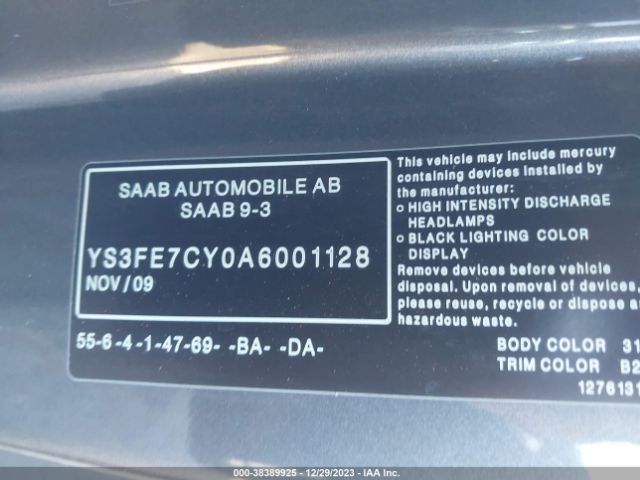 SAAB AUTOMOBILE AB
SAAB 9-3
YS3FE7CY0A6001128
NOV/09
55-6-4-1-47-69- -BA- -DA-
This vehicle may include mercury
containing devices installed by
the manufacturer:
o HIGH INTENSITY DISCHARGE
HEADLAMPS
o BLACK LIGHTING COLOR
DISPLAY
Remove devices before vehicle
disposal. Upon removal of devices,
please reuse, recycle or dispose as
hazardous waste.
BODY COLOR 31
TRIM COLOR B2
1276131
© 38389925 - 12/29/2023 - IAA Inc.